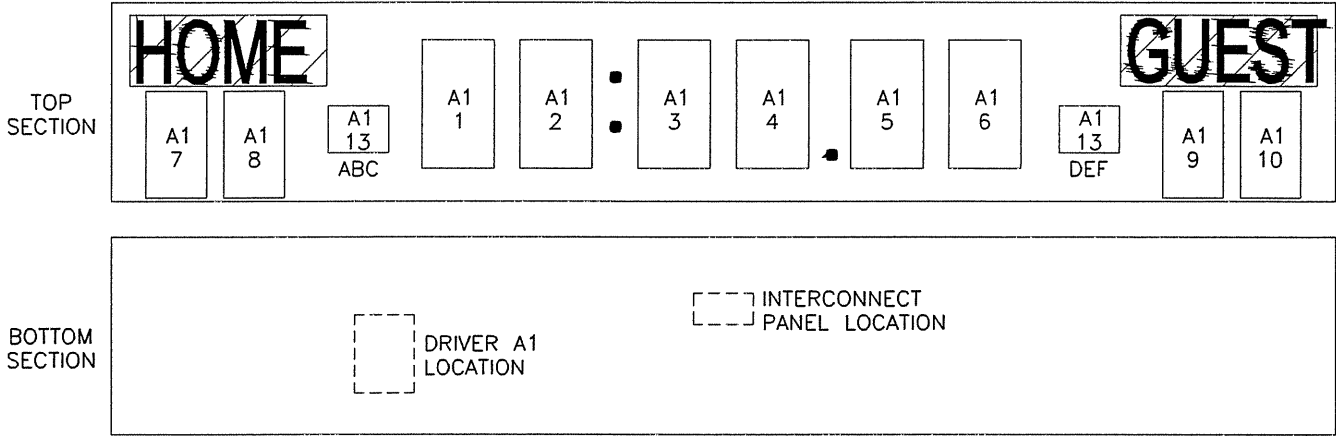 HOME
GUEST
TOP
SECTION
A1
7
A1
8
A1
13
ABC
A1
1
A1
2
A1
3
A1
4
A1
5
A1
6
A1
13
DEF
A1
9
A1
10
BOTTOM
SECTION
DRIVER A1
LOCATION
INTERCONNECT
PANEL LOCATION